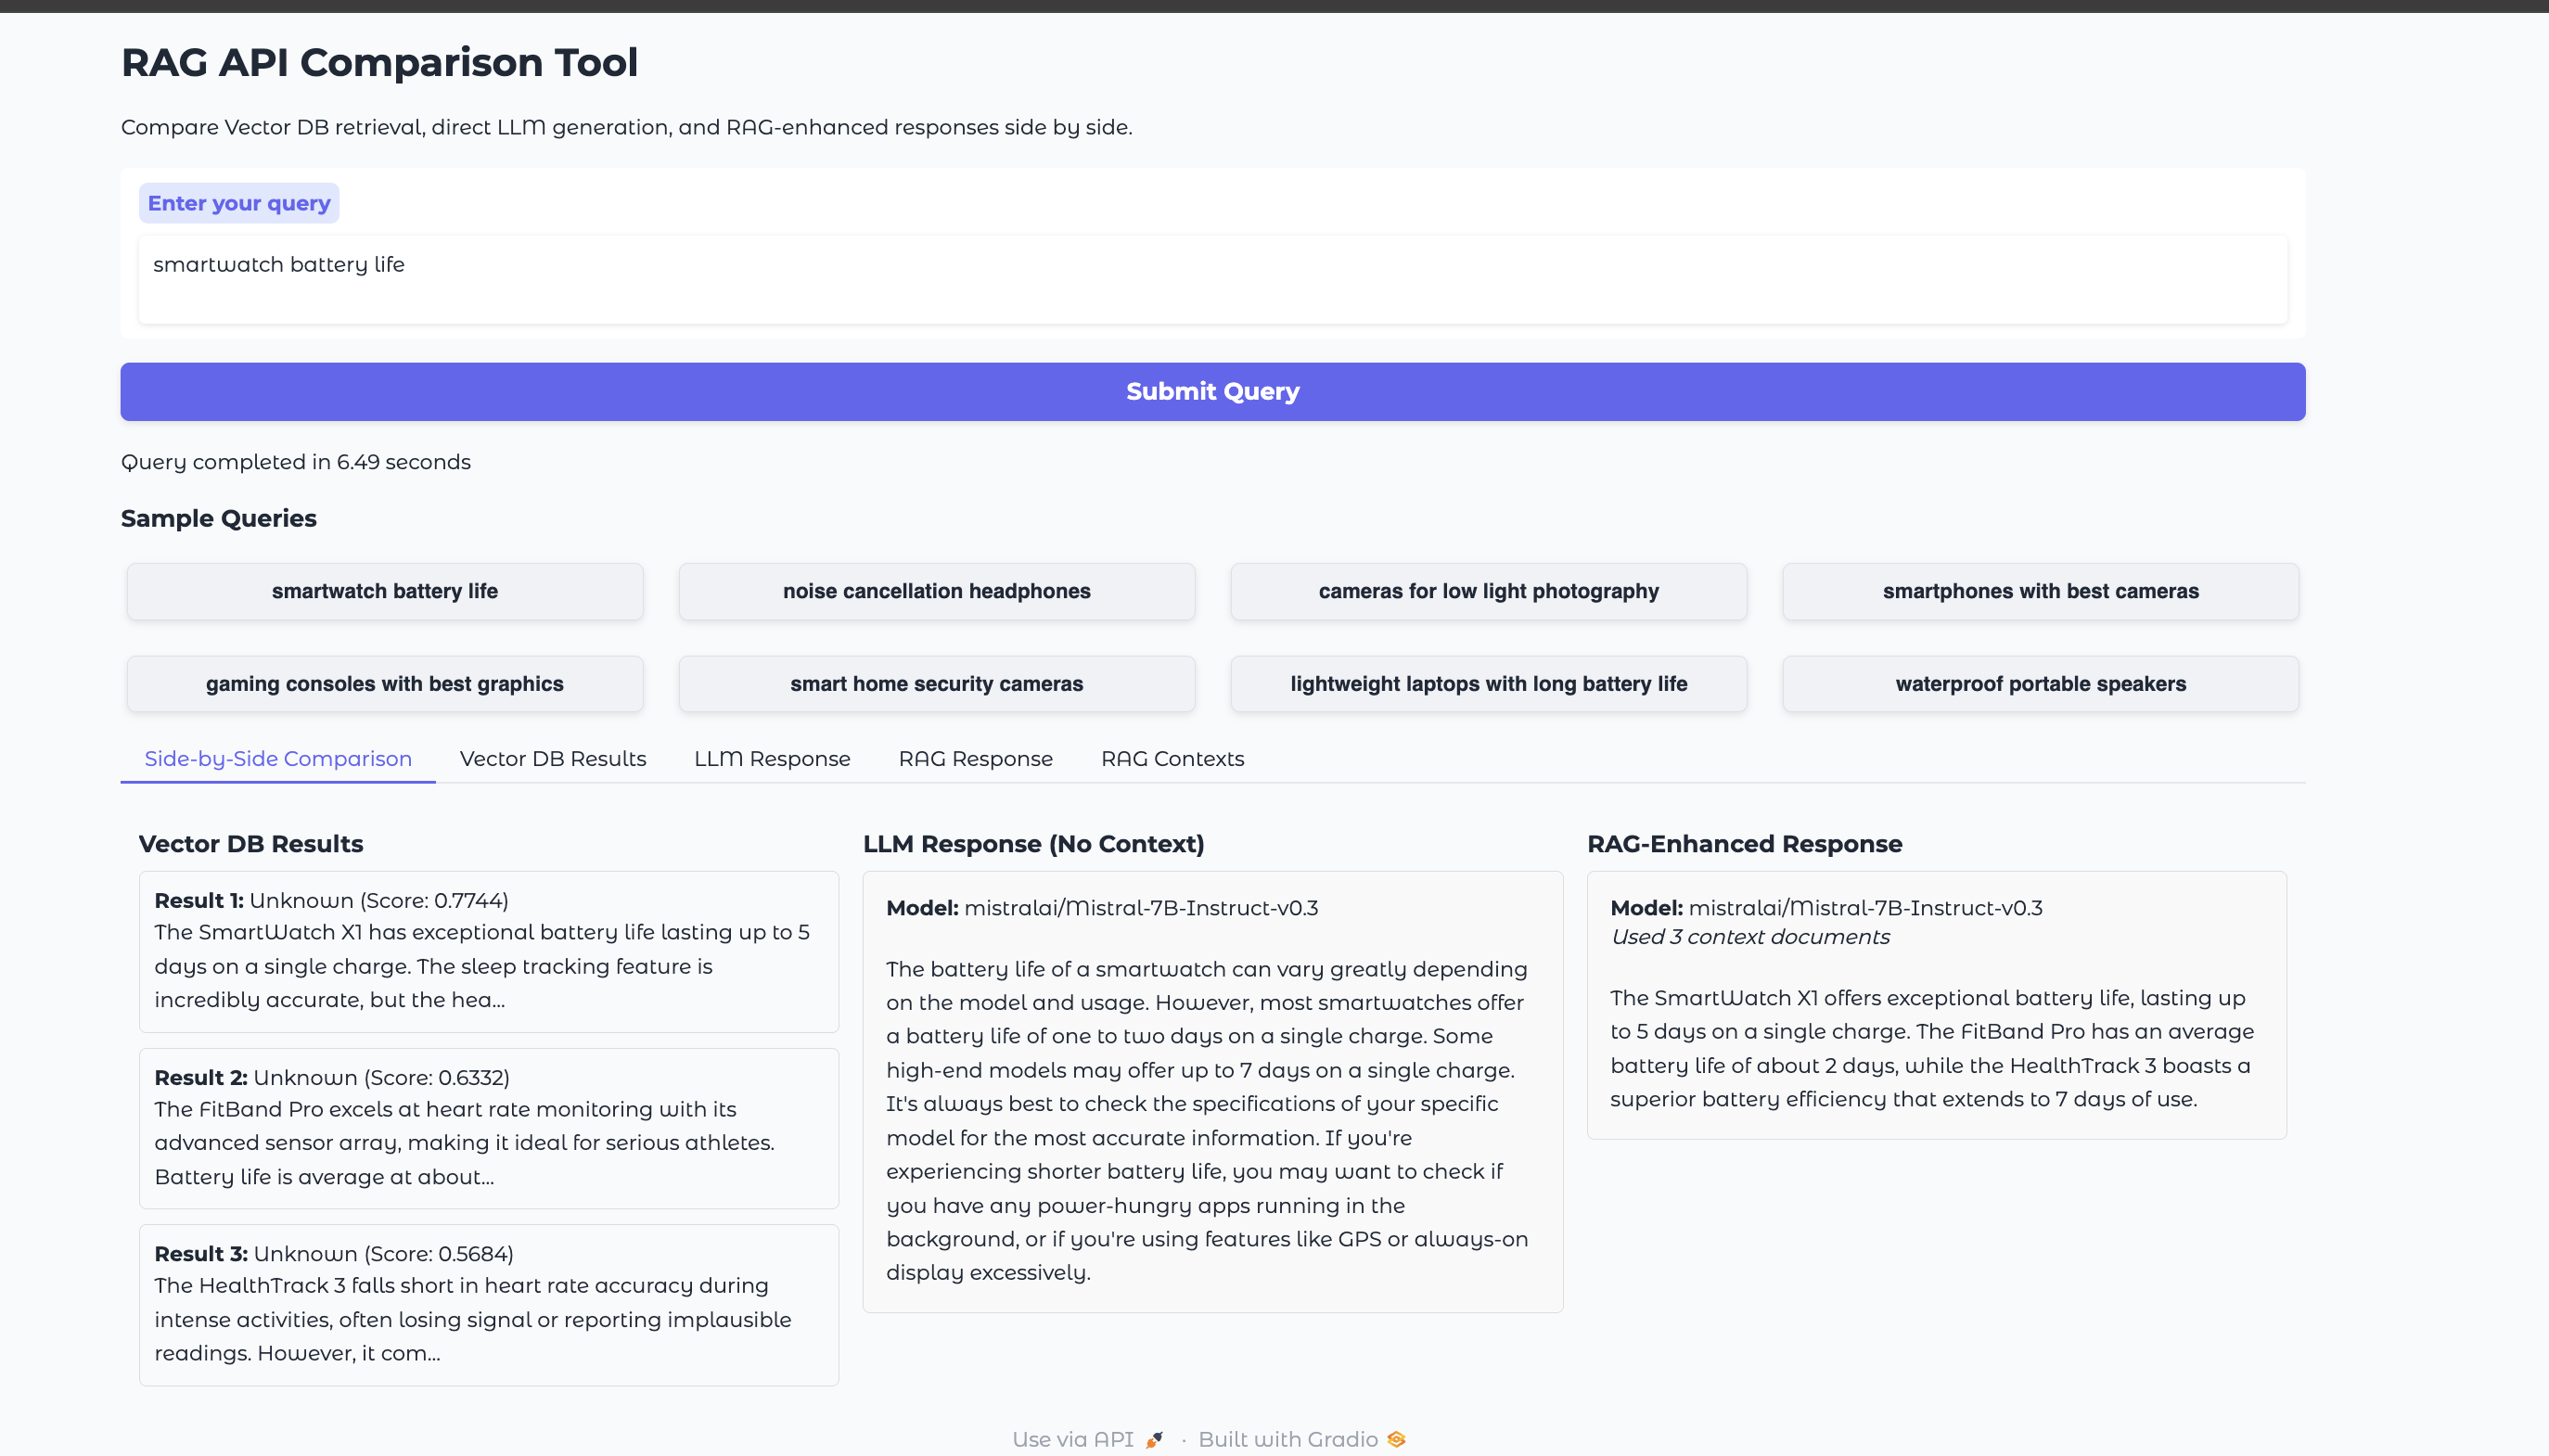 RAG API Comparison Tool
Compare Vector DB retrieval, direct LLM generation, and RAG-enhanced responses side by side.
Enter your query
smartwatch battery life
Submit Query
Query completed in 6.49 seconds
Sample Queries
smartwatch battery life
noise cancellation headphones
cameras for low light photography
smartphones with best cameras
gaming consoles with best graphics
smart home security cameras
lightweight laptops with long battery life
waterproof portable speakers
Side-by-Side Comparison
Vector DB Results
LLM Response
RAG Response
RAG Contexts
Vector DB Results
Result 1: Unknown (Score: 0.7744)
The SmartWatch X1 has exceptional battery life lasting up to 5
days on a single charge. The sleep tracking feature is
incredibly accurate, but the hea...
Result 2: Unknown (Score: 0.6332)
The FitBand Pro excels at heart rate monitoring with its
advanced sensor array, making it ideal for serious athletes.
Battery life is average at about...
Result 3: Unknown (Score: 0.5684)
The HealthTrack 3 falls short in heart rate accuracy during
intense activities, often losing signal or reporting implausible
readings. However, it com...
LLM Response (No Context)
Model: mistralai/Mistral-7B-Instruct-v0.3
The battery life of a smartwatch can vary greatly depending
on the model and usage. However, most smartwatches offer
a battery life of one to two days on a single charge. Some
high-end models may offer up to 7 days on a single charge.
It's always best to check the specifications of your specific
model for the most accurate information. If you're
experiencing shorter battery life, you may want to check if
you have any power-hungry apps running in the
background, or if you're using features like GPS or always-on
display excessively.
RAG-Enhanced Response
Model: mistralai/Mistral-7B-Instruct-v0.3
Used 3 context documents
The SmartWatch X1 offers exceptional battery life, lasting up
to 5 days on a single charge. The FitBand Pro has an average
battery life of about 2 days, while the HealthTrack 3 boasts a
superior battery efficiency that extends to 7 days of use.
Use via API · Built with Gradio